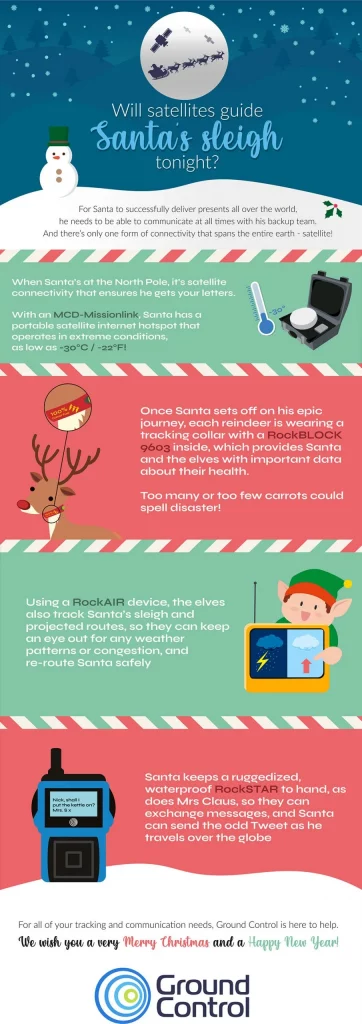 Will satellites guide
Santa's sleigh
tonight?
For Santa to successfully deliver presents all over the world,
he needs to be able to communicate at all times with his backup team.
And there's only one form of connectivity that spans the entire earth - satellite!
When Santa's at the North Pole, it's satellite
connectivity that ensures he gets your letters.
With an MCD-Missionlink, Santa has a
portable satellite internet hotspot that
operates in extreme conditions,
as low as -30°C / -22°F!
-30°
100%
Once Santa sets off on his epic
journey, each reindeer is wearing a
tracking collar with a RockBLOCK
9603 inside, which provides Santa
and the elves with important data
about their health.
Too many or too few carrots could
spell disaster!
Using a RockAIR device, the elves
also track Santa's sleigh and
projected routes, so they can keep
an eye out for any weather
patterns or congestion, and
re-route Santa safely
Nick, shall I
put the kettle on?
Mrs. B x
Santa keeps a ruggedized,
waterproof RockSTAR to hand, as
does Mrs Claus, so they can
exchange messages, and Santa
can send the odd Tweet as he
travels over the globe
For all of your tracking and communication needs, Ground Control is here to help.
We wish you a very Merry Christmas and a Happy New Year!
Ground
Control